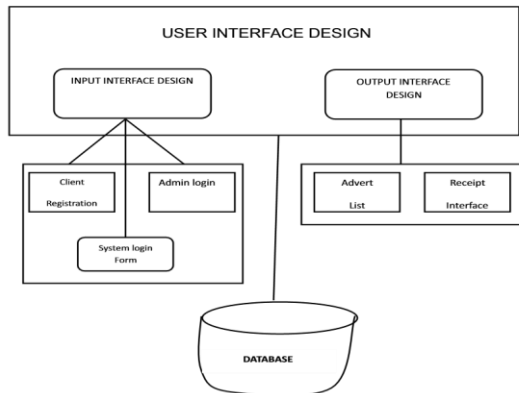 USER INTERFACE DESIGN
INPUT INTERFACE DESIGN
OUTPUT INTERFACE
DESIGN
Client
Registration
Admin login
System login
Form
Advert
List
Receipt
Interface
DATABASE